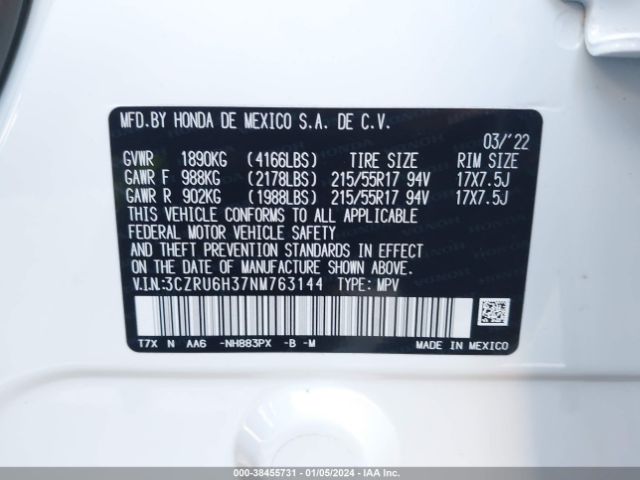 MFD.BY HONDA DE MEXICO S.A. DE C.V.
03/'22
GVWR 1890KG (4166LBS) TIRE SIZE RIM SIZE
GAWR F 988KG (2178LBS) 215/55R17 94V 17X7.5J
GAWR R 902KG (1988LBS) 215/55R17 94V 17X7.5J
THIS VEHICLE CONFORMS TO ALL APPLICABLE
FEDERAL MOTOR VEHICLE SAFETY
AND THEFT PREVENTION STANDARDS IN EFFECT
ON THE DATE OF MANUFACTURE SHOWN ABOVE.
V.I.N.:3CZRU6H37NM763144 TYPE: MPV
T7X N AA6 -NH883PX -B -M
MADE IN MEXICO
000-38455731 - 01/05/2024 - IAA Inc.